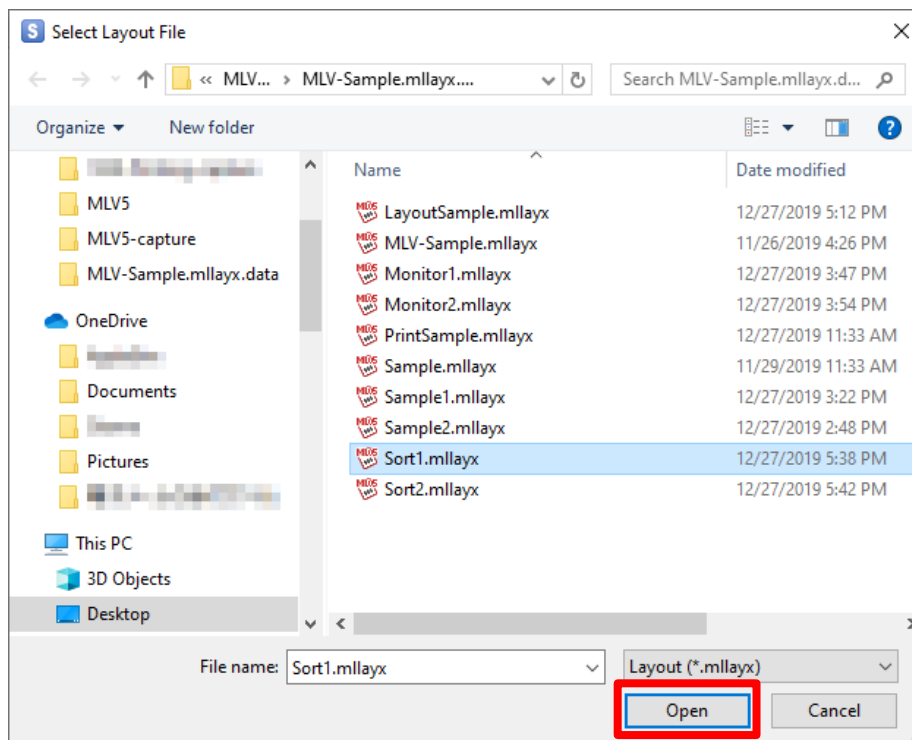 S Select Layout File
« MLV... > MLV-Sample.mllayx....
Search MLV-Sample.mllayx.d...
Organize
New folder
?
MLV5
MLV5-capture
MLV-Sample.mllayx.data
OneDrive
Documents
Pictures
This PC
3D Objects
Desktop
Name Date modified
LayoutSample.mllayx 12/27/2019 5:12 PM
MLV-Sample.mllayx 11/26/2019 4:26 PM
Monitor1.mllayx 12/27/2019 3:47 PM
Monitor2.mllayx 12/27/2019 3:54 PM
PrintSample.mllayx 12/27/2019 11:33 AM
Sample.mllayx 11/29/2019 11:33 AM
Sample1.mllayx 12/27/2019 3:22 PM
Sample2.mllayx 12/27/2019 2:48 PM
Sort1.mllayx 12/27/2019 5:38 PM
Sort2.mllayx 12/27/2019 5:42 PM
File name: Sort1.mllayx Layout (*.mllayx)
Open Cancel